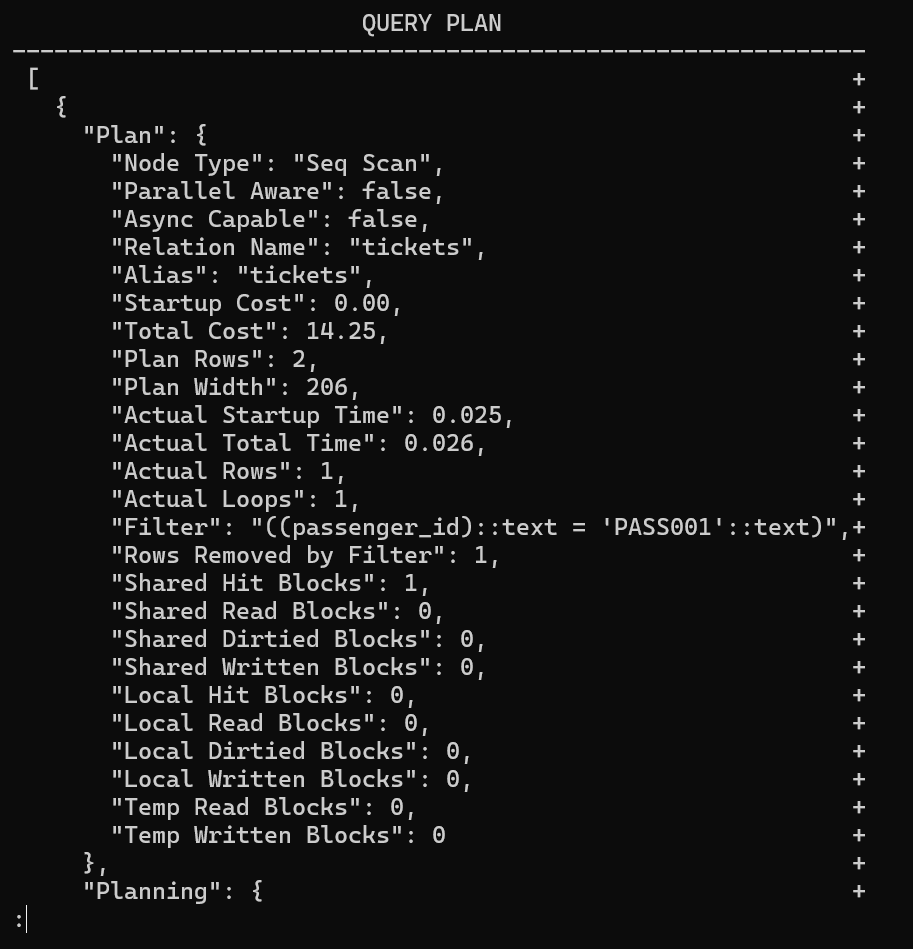 QUERY PLAN
-------------------------------------------------------------
[ +
{ +
"Plan": { +
"Node Type": "Seq Scan", +
"Parallel Aware": false, +
"Async Capable": false, +
"Relation Name": "tickets", +
"Alias": "tickets", +
"Startup Cost": 0.00, +
"Total Cost": 14.25, +
"Plan Rows": 2, +
"Plan Width": 206, +
"Actual Startup Time": 0.025, +
"Actual Total Time": 0.026, +
"Actual Rows": 1, +
"Actual Loops": 1, +
"Filter": "((passenger_id)::text = 'PASS001'::text)",+
"Rows Removed by Filter": 1, +
"Shared Hit Blocks": 1, +
"Shared Read Blocks": 0, +
"Shared Dirtied Blocks": 0, +
"Shared Written Blocks": 0, +
"Local Hit Blocks": 0, +
"Local Read Blocks": 0, +
"Local Dirtied Blocks": 0, +
"Local Written Blocks": 0, +
"Temp Read Blocks": 0, +
"Temp Written Blocks": 0 +
}, +
"Planning": { +
: